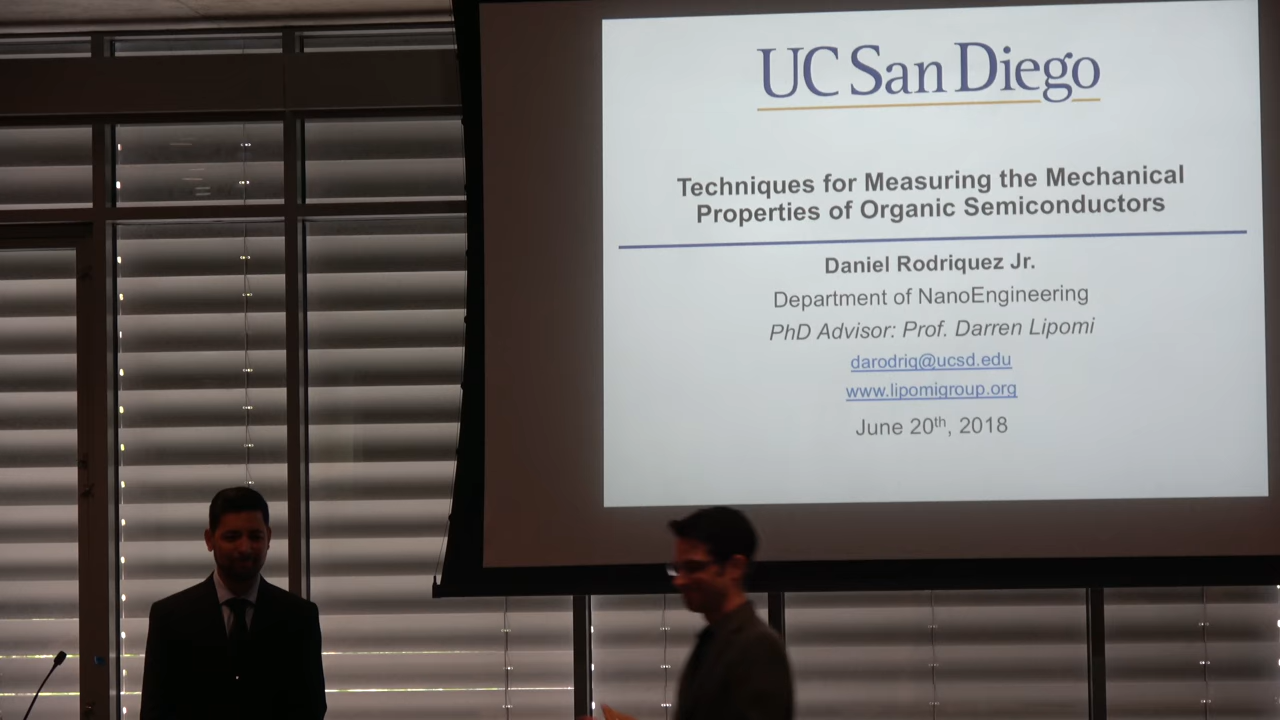 UC San Diego
Techniques for Measuring the Mechanical
Properties of Organic Semiconductors
Daniel Rodriquez Jr.
Department of NanoEngineering
PhD Advisor: Prof. Darren Lipomi
darodriq@ucsd.edu
www.lipomigroup.org
June 20th, 2018